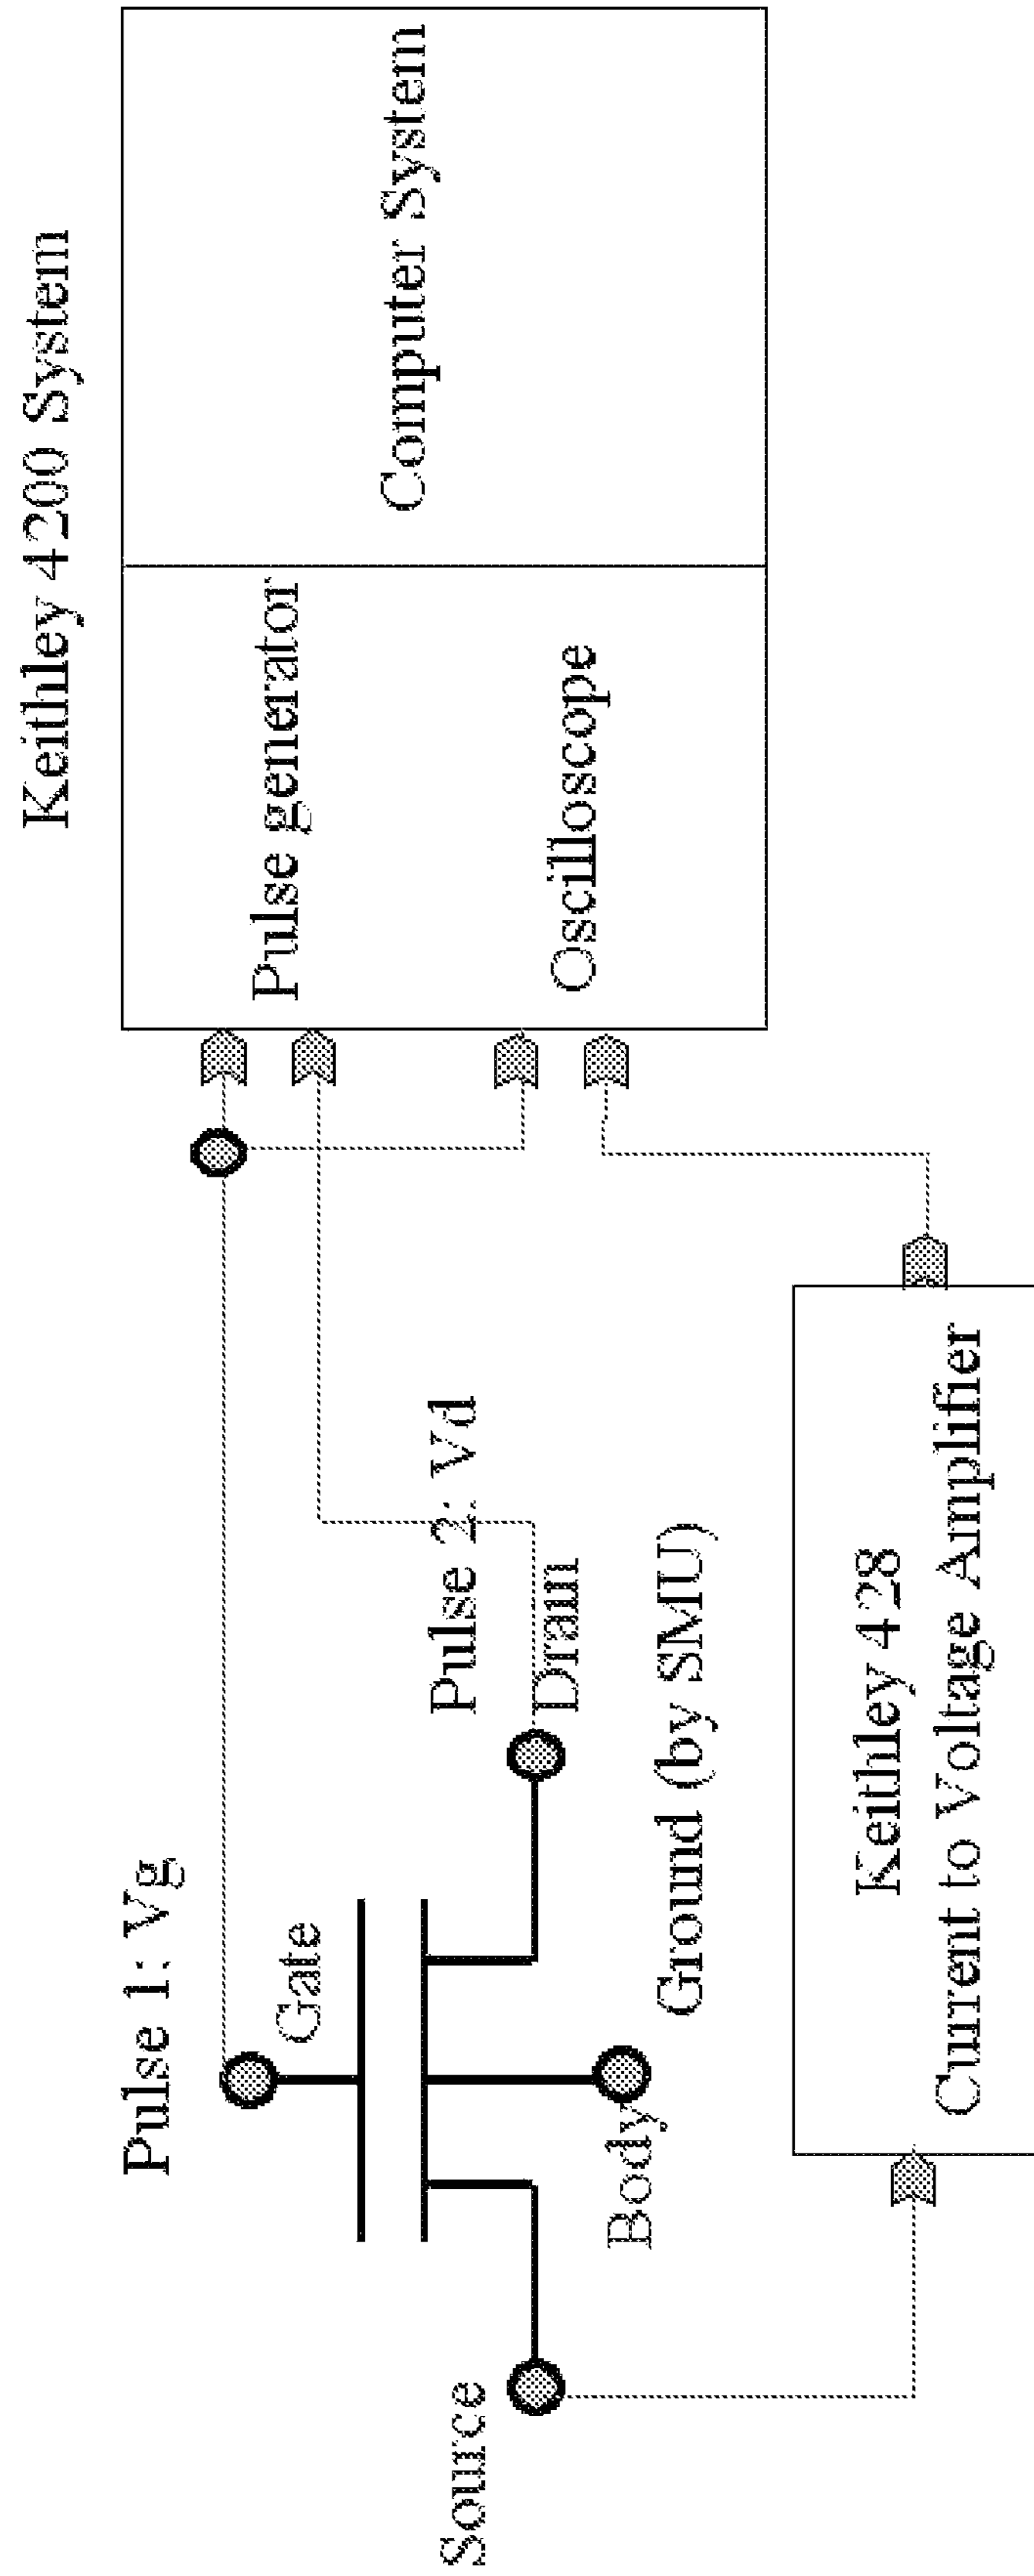 Keithley 4200 System
Pulse 1: Vg
Gate
Pulse generator
Computer System
Pulse 2: Vd
Source
Drain
Oscilloscope
Body
Ground (by SMU)
Keithley 428
Current to Voltage Amplifier